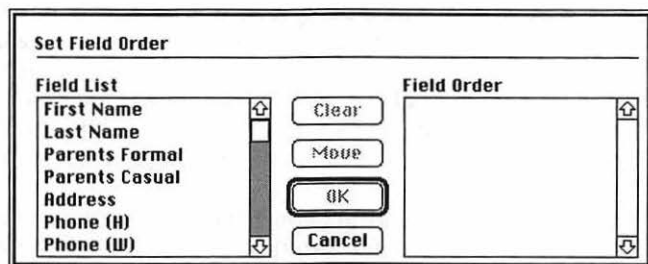 Set Field Order
Field List
First Name
Last Name
Parents Formal
Parents Casual
Address
Phone (H)
Phone (W)
Clear
Move
OK
Cancel
Field Order